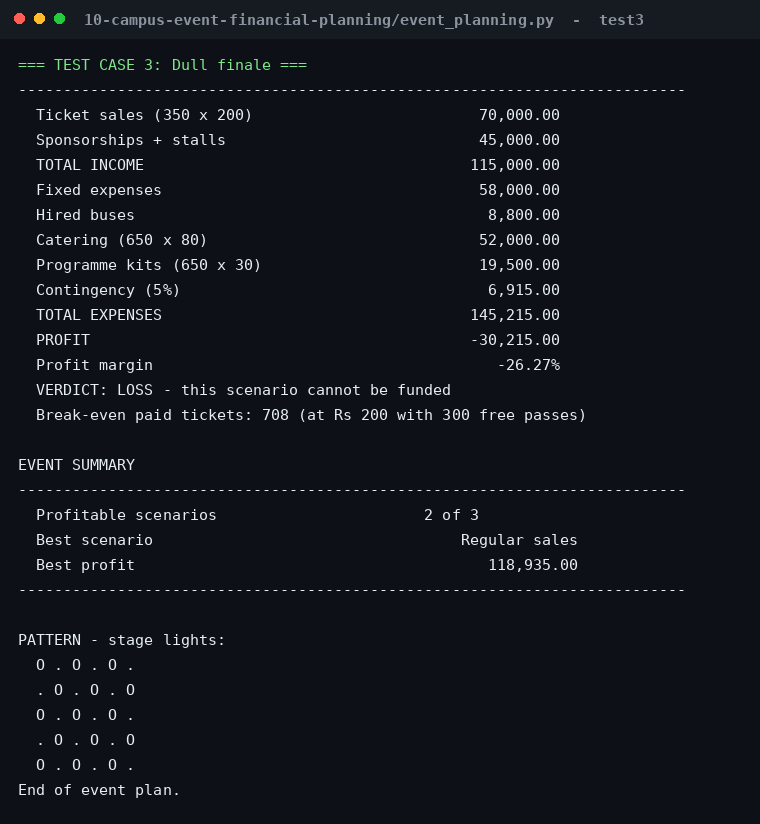 10-campus-event-financial-planning/event_planning.py - test3
=== TEST CASE 3: Dull finale ===
--------------------------------------------------------------------------
Ticket sales (350 x 200) 70,000.00
Sponsorships + stalls 45,000.00
TOTAL INCOME 115,000.00
Fixed expenses 58,000.00
Hired buses 8,800.00
Catering (650 x 80) 52,000.00
Programme kits (650 x 30) 19,500.00
Contingency (5%) 6,915.00
TOTAL EXPENSES 145,215.00
PROFIT -30,215.00
Profit margin -26.27%
VERDICT: LOSS - this scenario cannot be funded
Break-even paid tickets: 708 (at Rs 200 with 300 free passes)
EVENT SUMMARY
--------------------------------------------------------------------------
Profitable scenarios 2 of 3
Best scenario Regular sales
Best profit 118,935.00
--------------------------------------------------------------------------
PATTERN - stage lights:
O . O . O .
. O . O . O
O . O . O .
. O . O . O
O . O . O .
End of event plan.